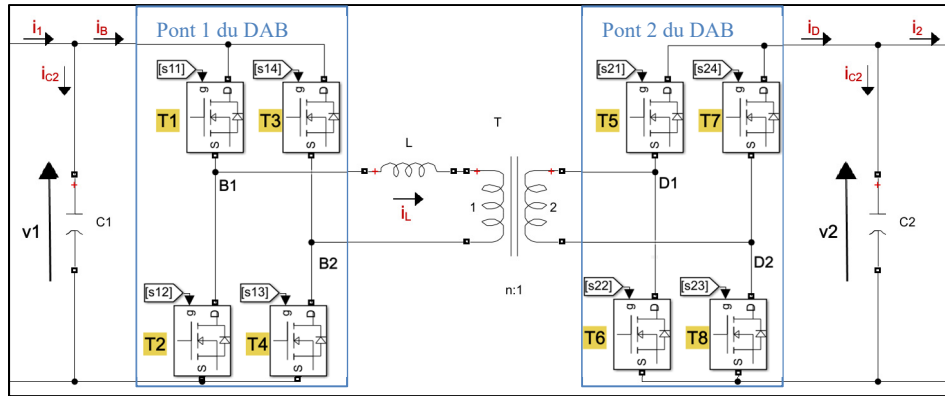 i1
iB
Pont 1 du DAB
Pont 2 du DAB
iD
i2
iC2
[s11]
[s14]
[s21]
[s24]
iC2
g
D
g
D
g
D
g
D
T1
T3
T
T5
T7
S
S
S
S
L
B1
D1
v1
C1
iL
1
2
v2
C2
B2
D2
n:1
[s12]
[s13]
[s22]
[s23]
g
D
g
D
g
D
g
D
T2
T4
T6
T8
S
S
S
S